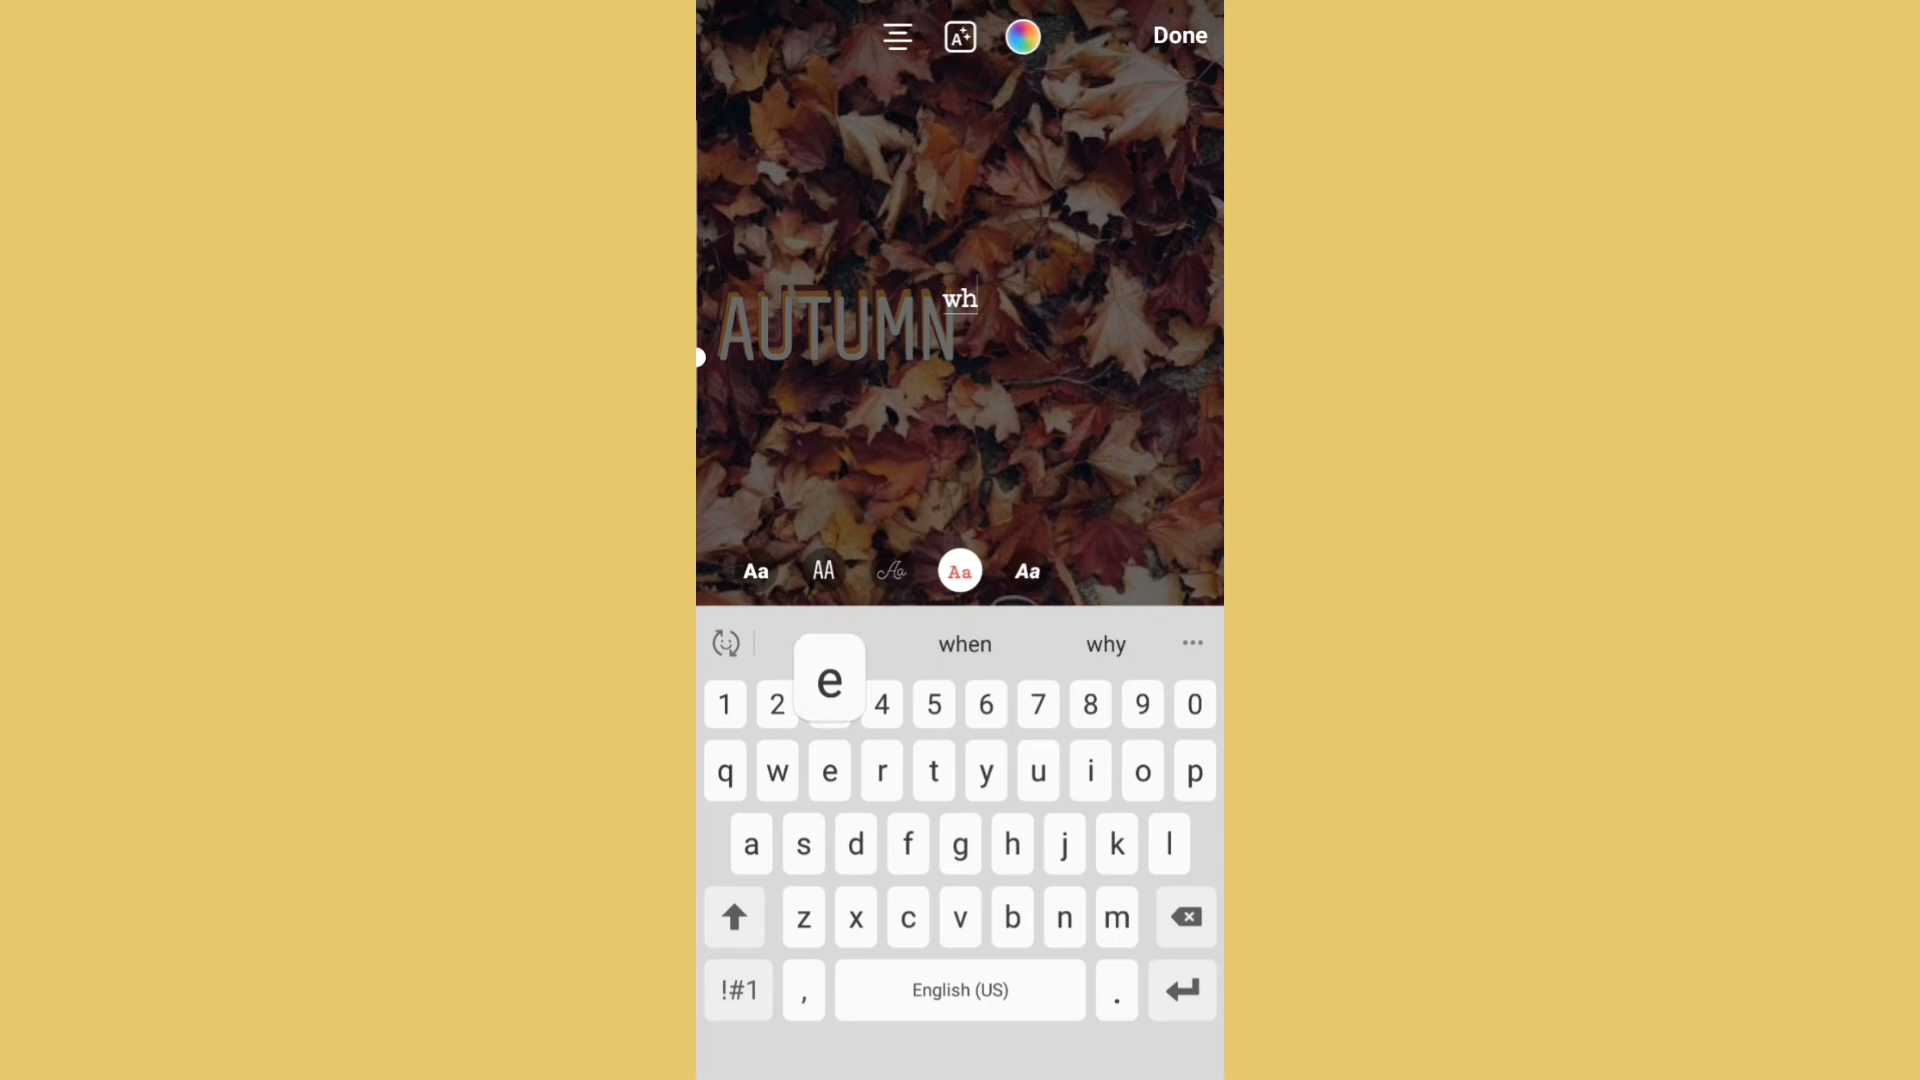 Done
wh
AUTUMN
Aa AA Aa Aa Aa
when why
e
1 2 4 5 6 7 8 9 0
q w e r t y u i o p
a s d f g h j k l
z x c v b n m
!#1 , English (US) .